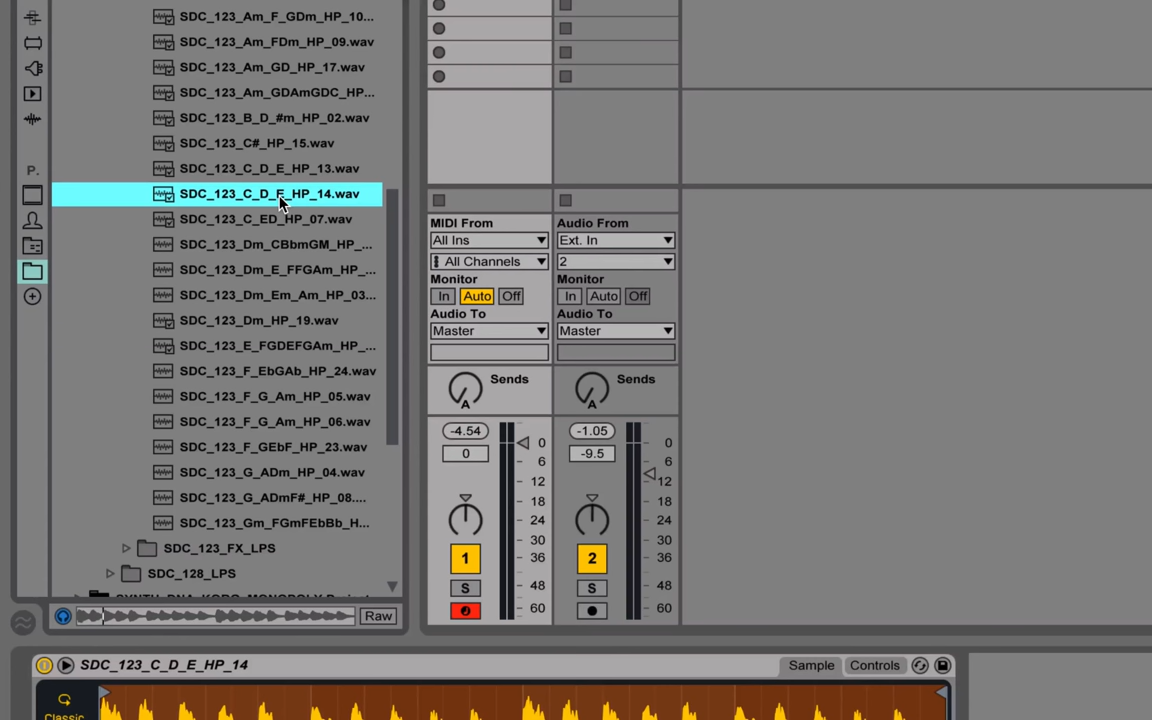 SDC_123_Am_F_GDm_HP_10...
SDC_123_Am_FDm_HP_09.wav
SDC_123_Am_GD_HP_17.wav
SDC_123_Am_GDAmGDC_HP...
SDC_123_B_D_#m_HP_02.wav
SDC_123_C#_HP_15.wav
SDC_123_C_D_E_HP_13.wav
SDC_123_C_D_E_HP_14.wav
SDC_123_C_ED_HP_07.wav
SDC_123_Dm_CBbmGM_HP_...
SDC_123_Dm_E_FFGAm_HP_...
SDC_123_Dm_Em_Am_HP_03...
SDC_123_Dm_HP_19.wav
SDC_123_E_FGDEFGAm_HP_...
SDC_123_F_EbGAb_HP_24.wav
SDC_123_F_G_Am_HP_05.wav
SDC_123_F_G_Am_HP_06.wav
SDC_123_F_GEbF_HP_23.wav
SDC_123_G_ADm_HP_04.wav
SDC_123_G_ADmF#_HP_08....
SDC_123_Gm_FGmFEbBb_H...
SDC_123_FX_LPS
SDC_128_LPS
P.
Raw
MIDI From
All Ins
All Channels
Monitor
In Auto Off
Audio To
Master
Sends
A
-4.54
0
0
6
12
18
24
30
36
48
60
1
S
Audio From
Ext. In
2
Monitor
In Auto Off
Audio To
Master
Sends
A
-1.05
-9.5
0
6
12
18
24
30
36
48
60
2
S
SDC_123_C_D_E_HP_14
Sample Controls
Classic